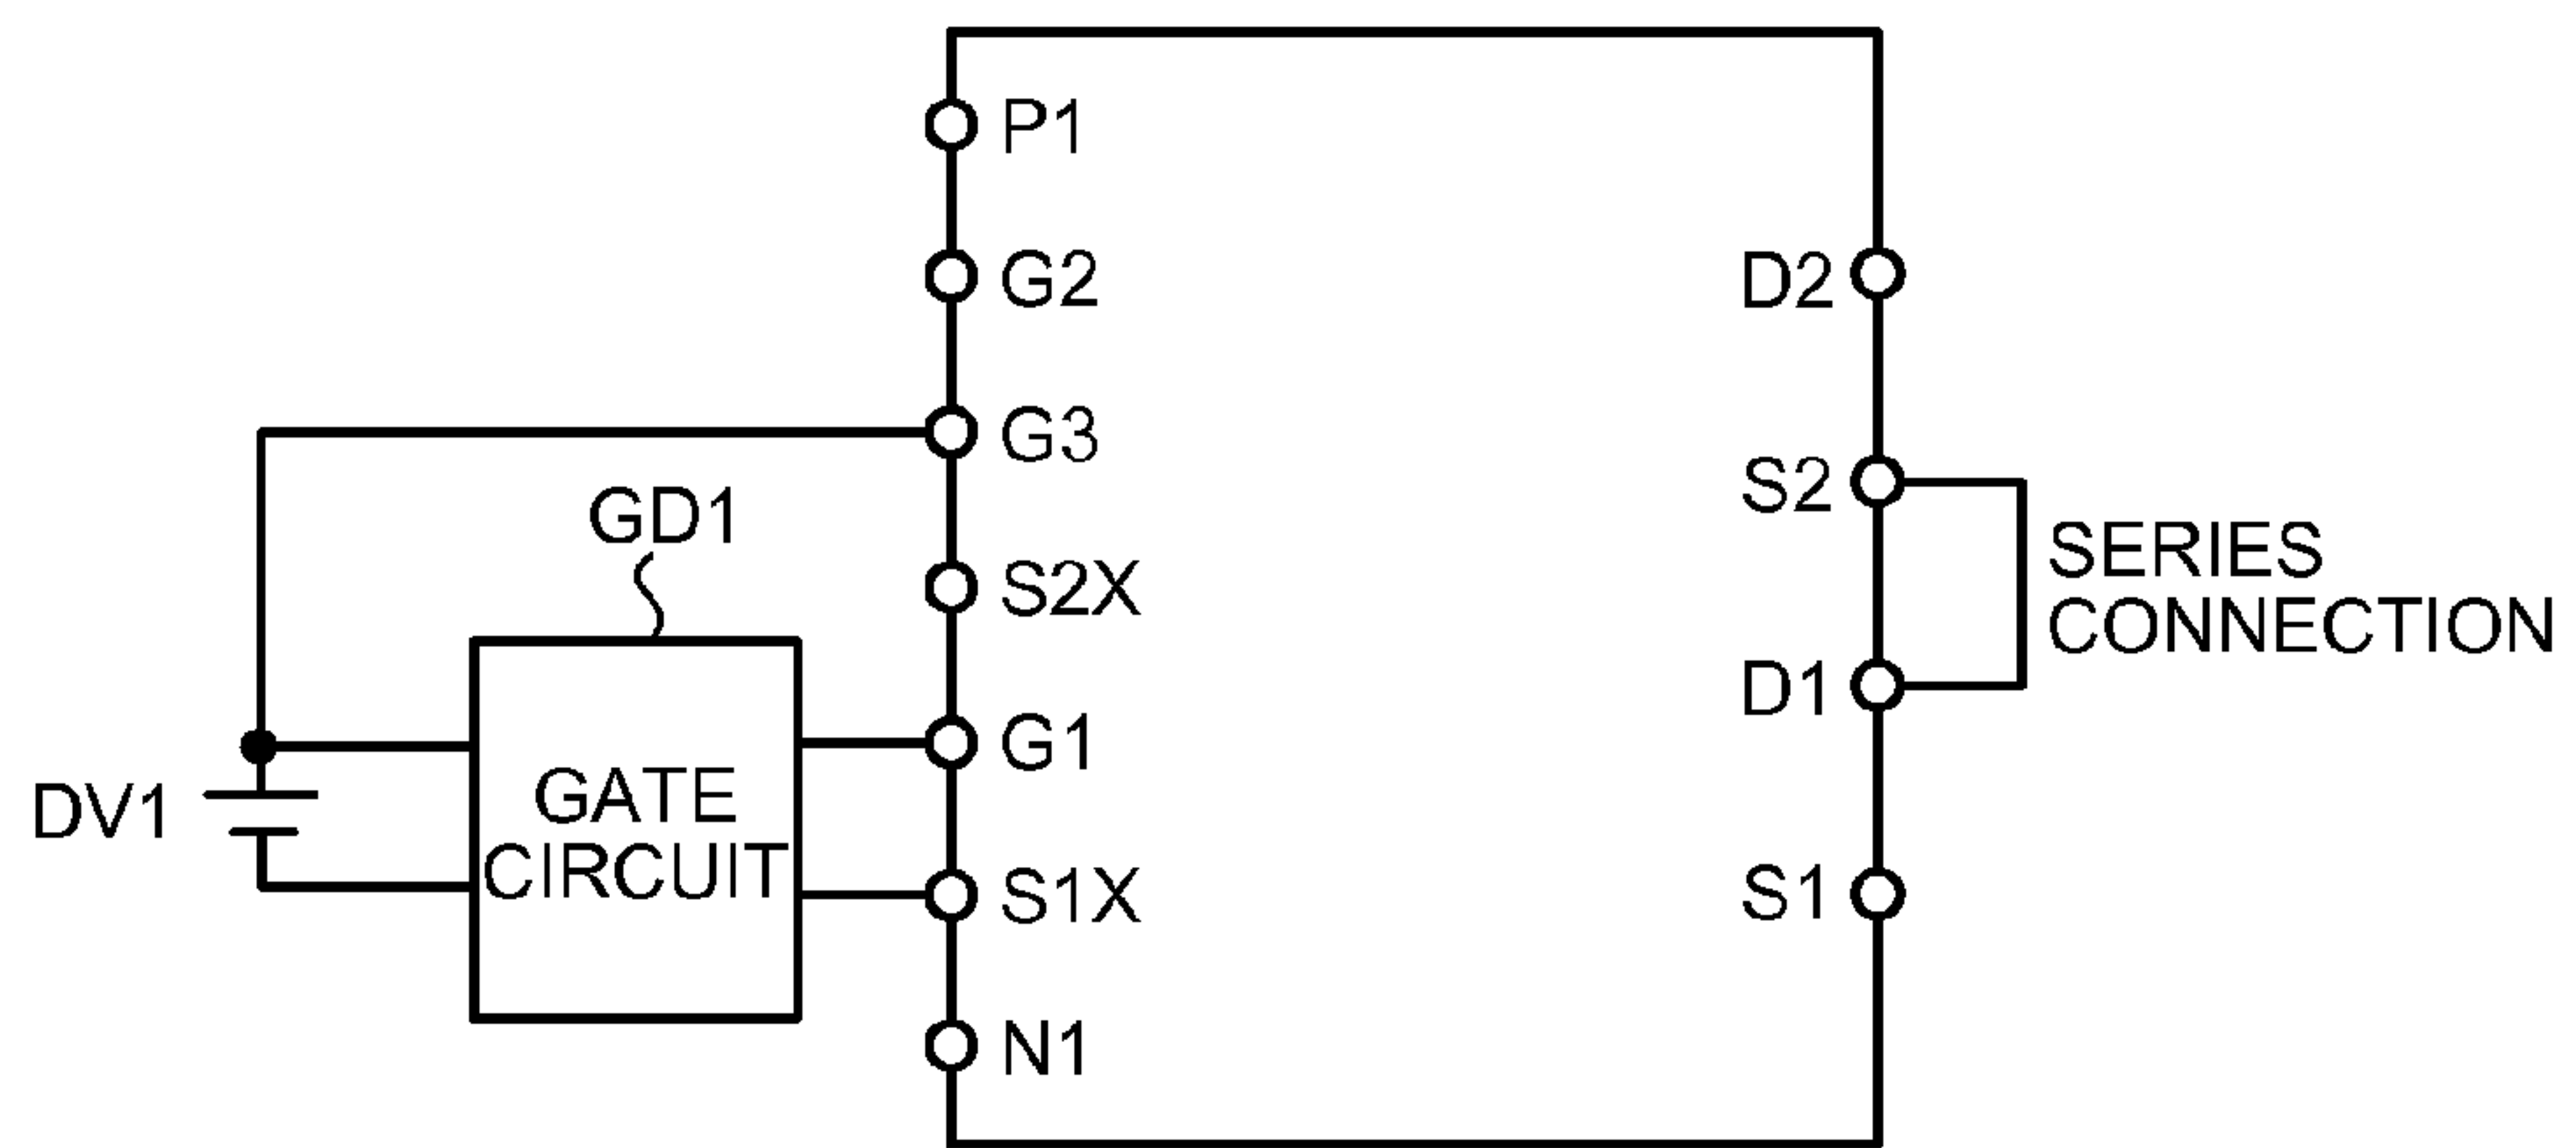 P1
G2
D2
G3
S2
GD1
SERIES
CONNECTION
S2X
D1
G1
DV1
GATE
CIRCUIT
S1X
S1
N1